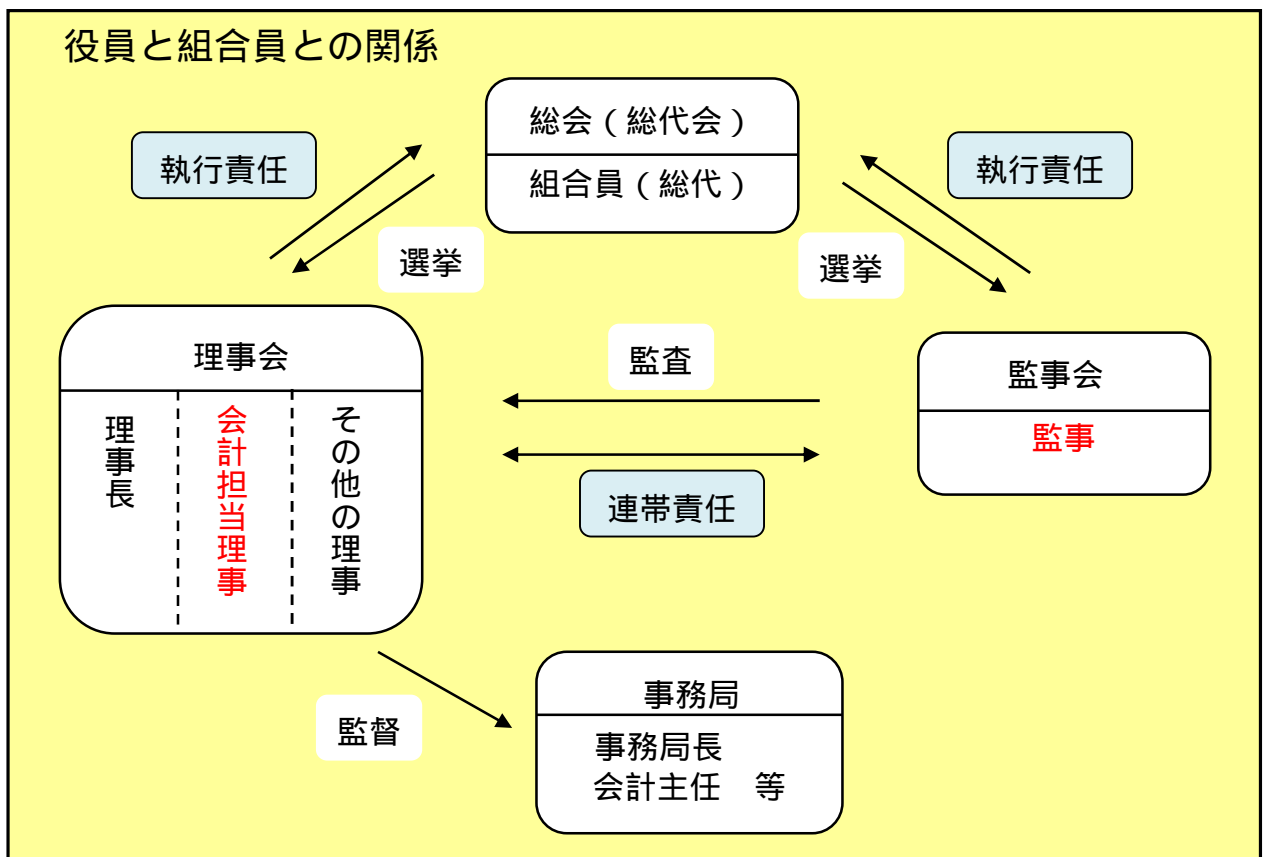 役員と組合員との関係
総会（総代会）
組合員（総代）
執行責任
執行責任
選挙
選挙
理事会
理事長
会計担当理事
その他の理事
監査
連帯責任
監事会
監事
監督
事務局
事務局長
会計主任　等